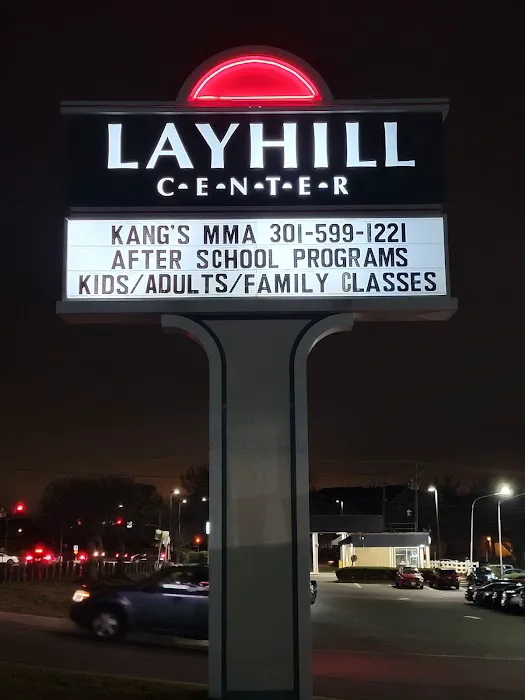 LAYHILL
C•E•N•T•E•R
KANG'S MMA 301-599-1221
AFTER SCHOOL PROGRAMS
KIDS/ADULTS/FAMILY CLASSES